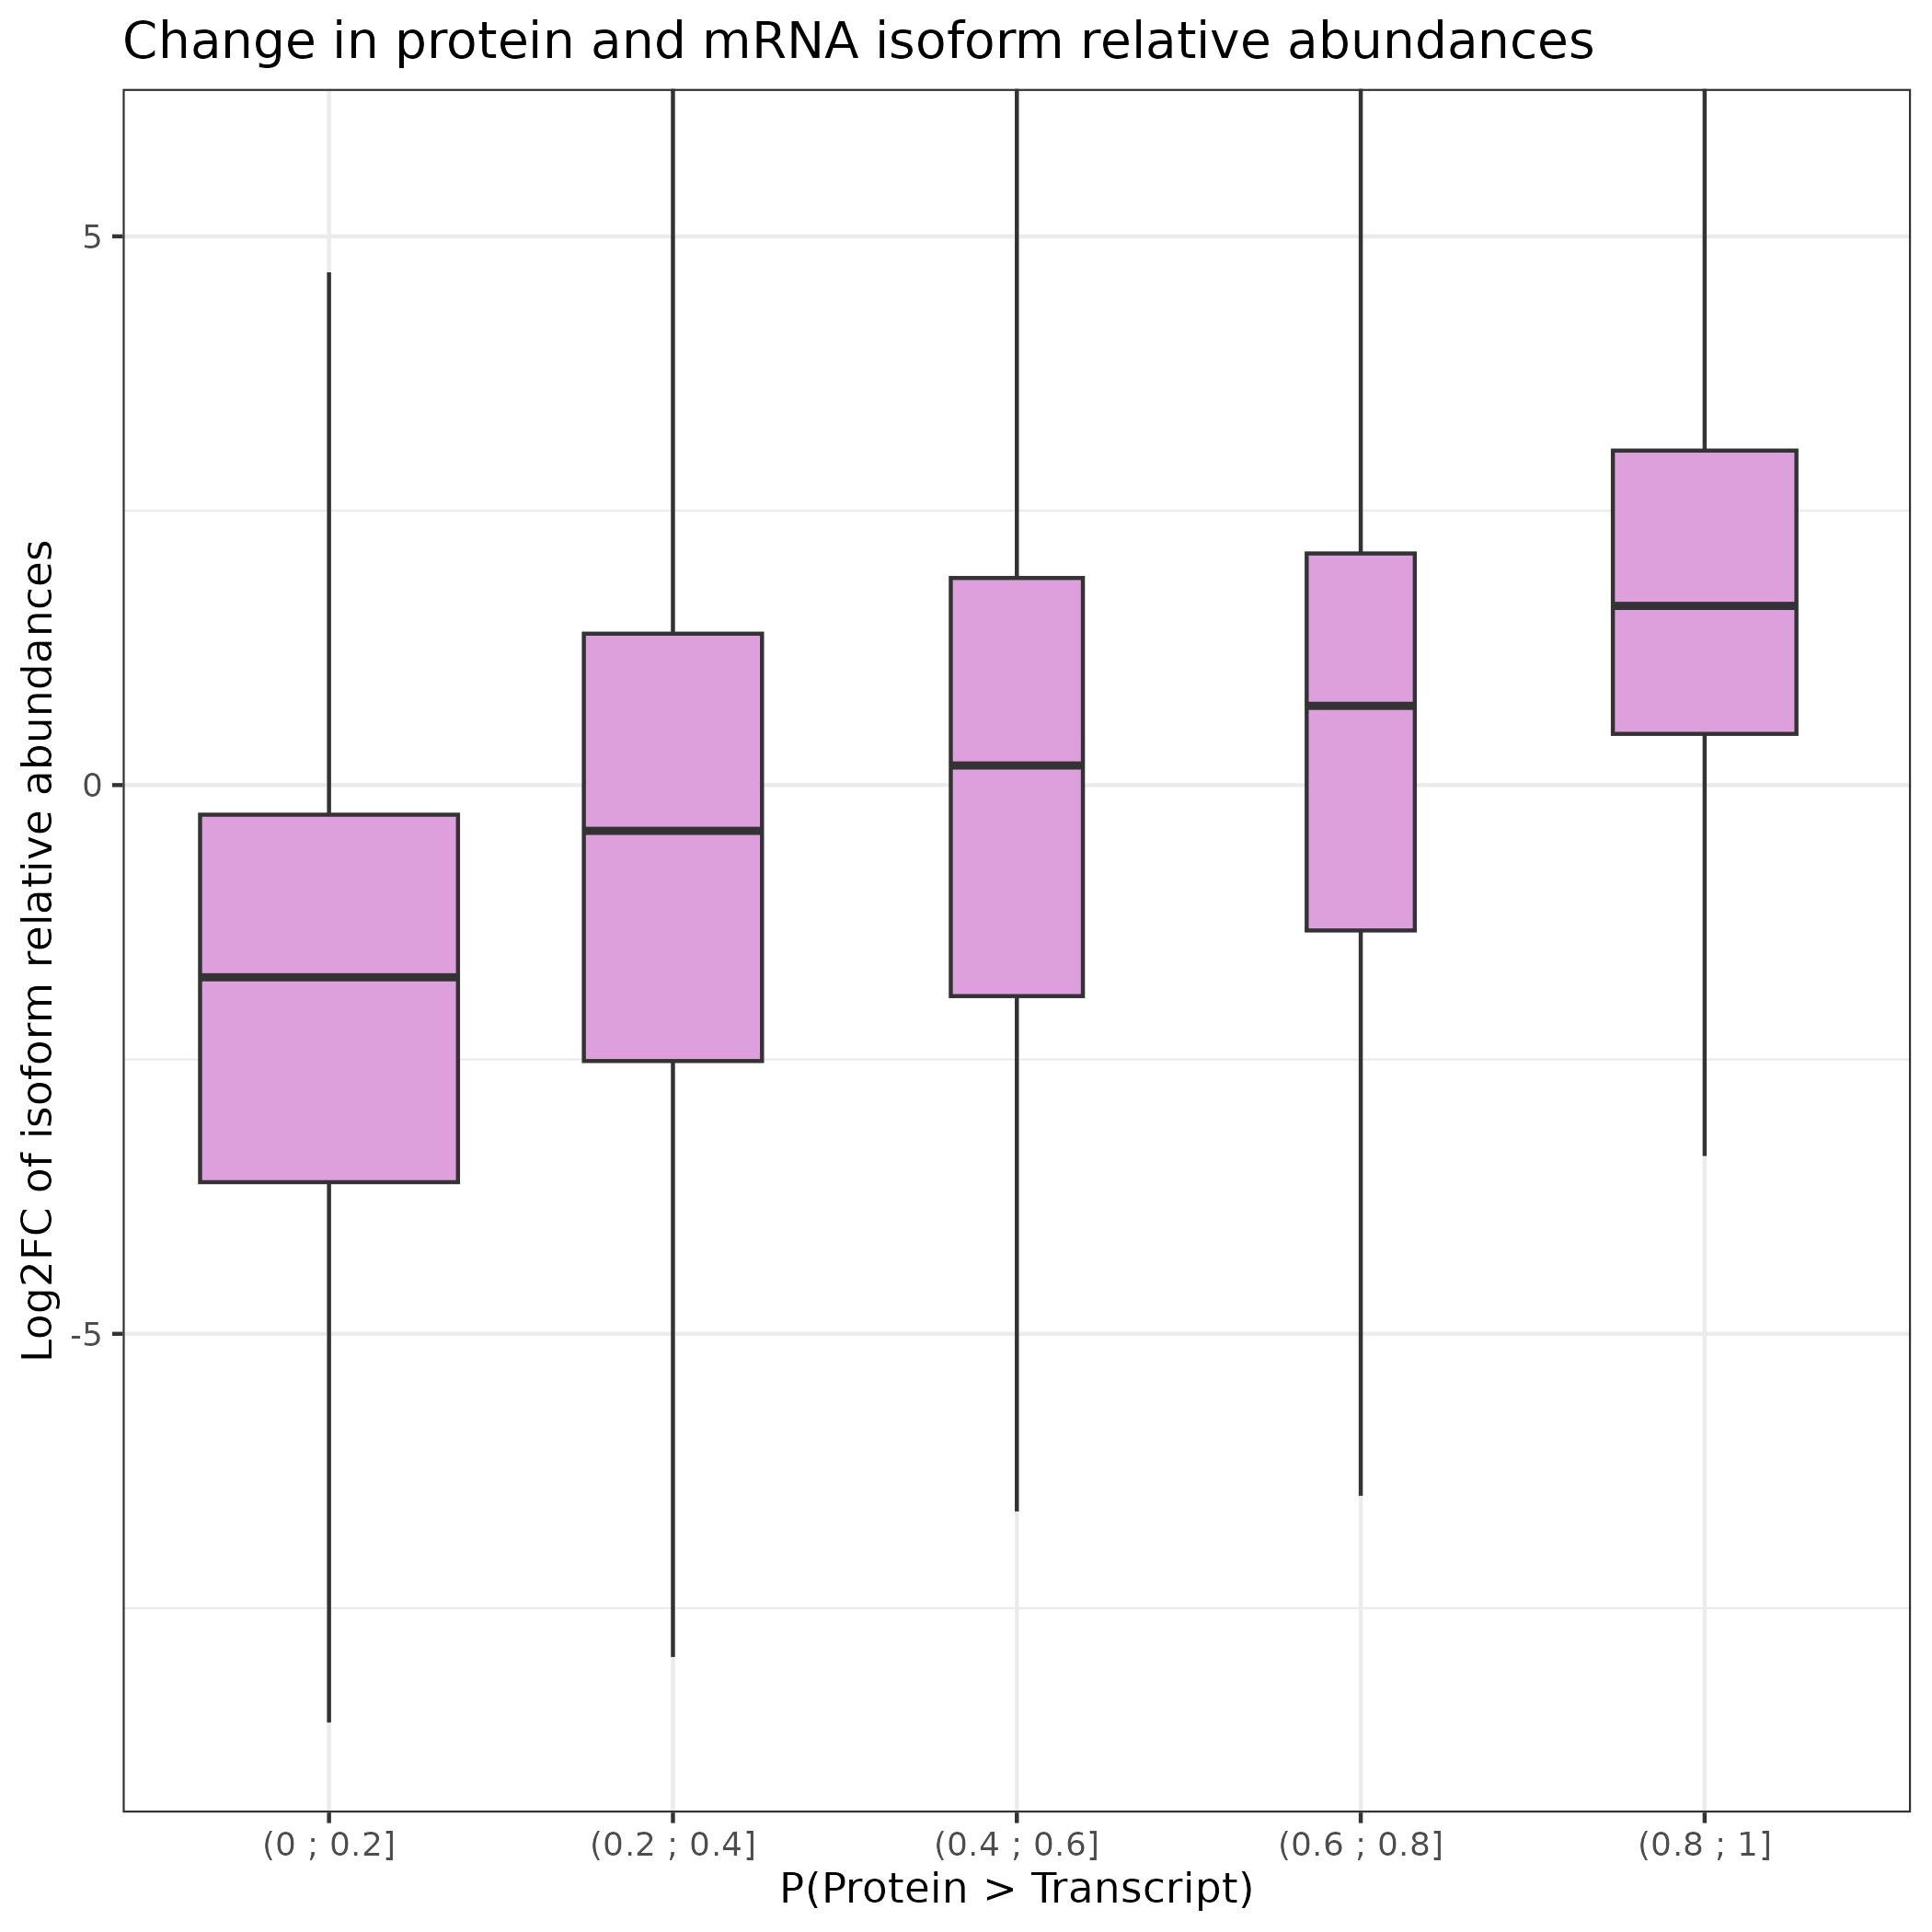 Change in protein and mRNA isoform relative abundances
Log2FC of isoform relative abundances
5
0
-5
(0 ; 0.2]
(0.2 ; 0.4]
(0.4 ; 0.6]
(0.6 ; 0.8]
(0.8 ; 1]
P(Protein > Transcript)